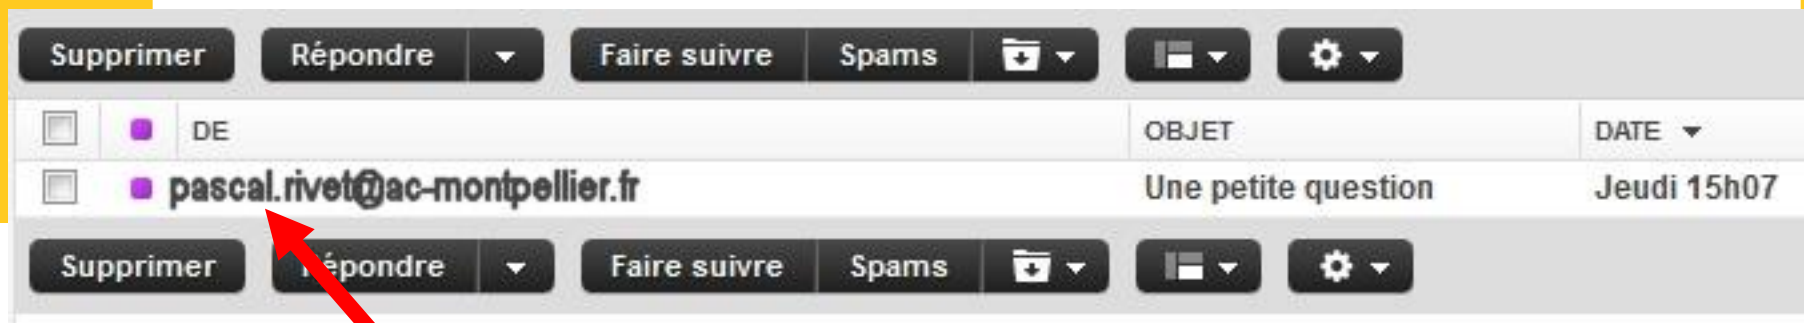 Supprimer Répondre Faire suivre Spams
DE OBJET DATE
pascal.rivet@ac-montpellier.fr Une petite question Jeudi 15h07
Supprimer Répondre Faire suivre Spams